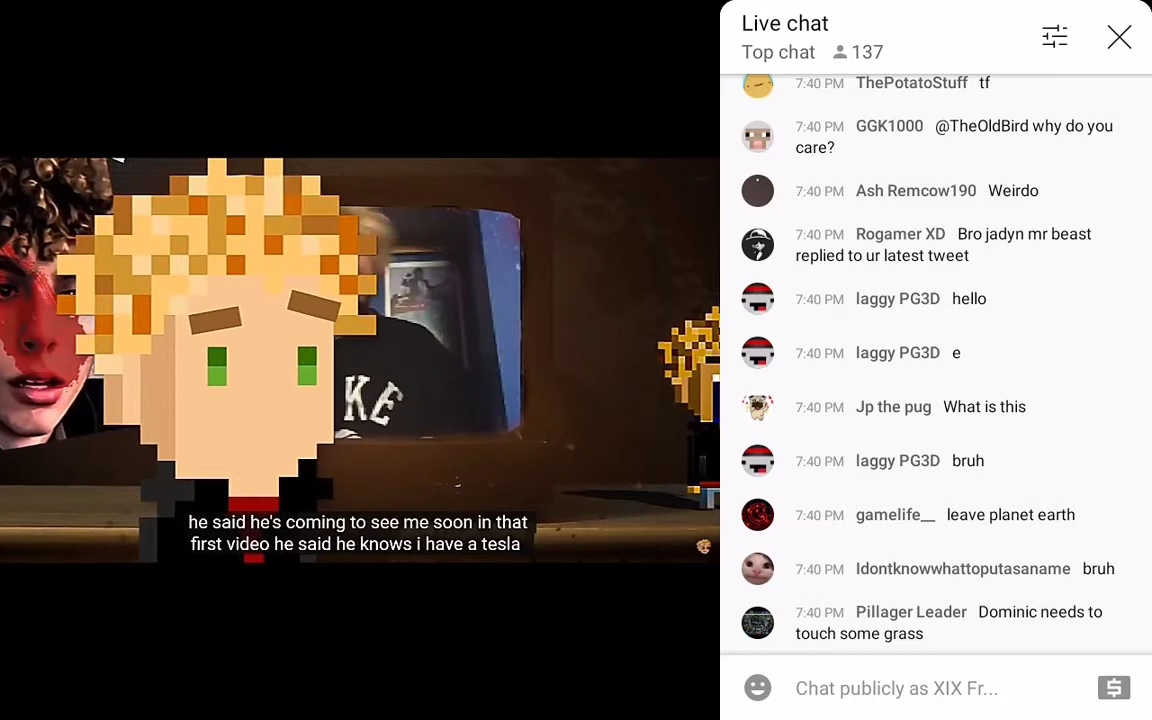 Live chat
Top chat 137
7:40 PM ThePotatoStuff tf
7:40 PM GGK1000 @TheOldBird why do you
care?
7:40 PM Ash Remcow190 Weirdo
7:40 PM Rogamer XD Bro jadyn mr beast
replied to ur latest tweet
7:40 PM laggy PG3D hello
7:40 PM laggy PG3D e
7:40 PM Jp the pug What is this
7:40 PM laggy PG3D bruh
7:40 PM gamelife__ leave planet earth
7:40 PM Idontknowwhattoputasaname bruh
7:40 PM Pillager Leader Dominic needs to
touch some grass
Chat publicly as XIX Fr...
KE
he said he's coming to see me soon in that
first video he said he knows i have a tesla